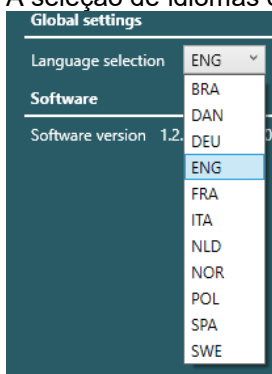 A seleção de idiomas
Global settings
Language selection ENG
Software
Software version 1.2.
BRA
DAN
DEU
ENG
FRA
ITA
NLD
NOR
POL
SPA
SWE